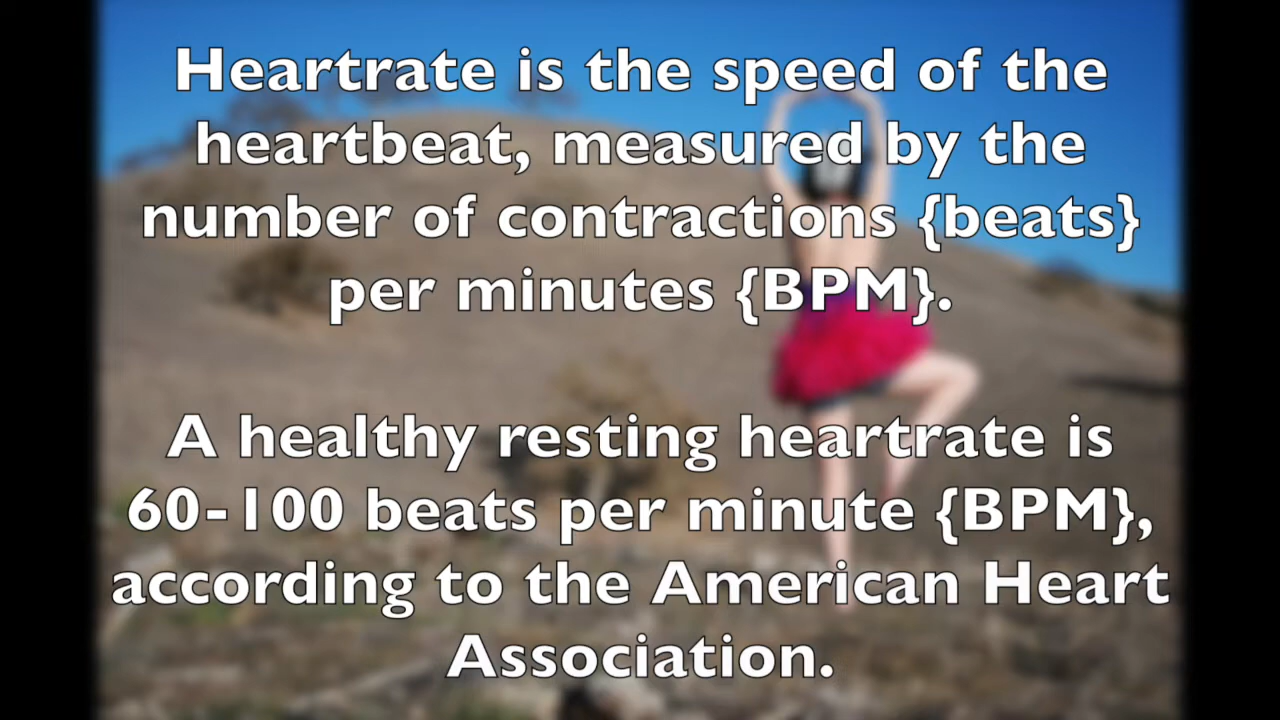 Heartrate is the speed of the
heartbeat, measured by the
number of contractions {beats}
per minutes {BPM}.
A healthy resting heartrate is
60-100 beats per minute {BPM},
according to the American Heart
Association.